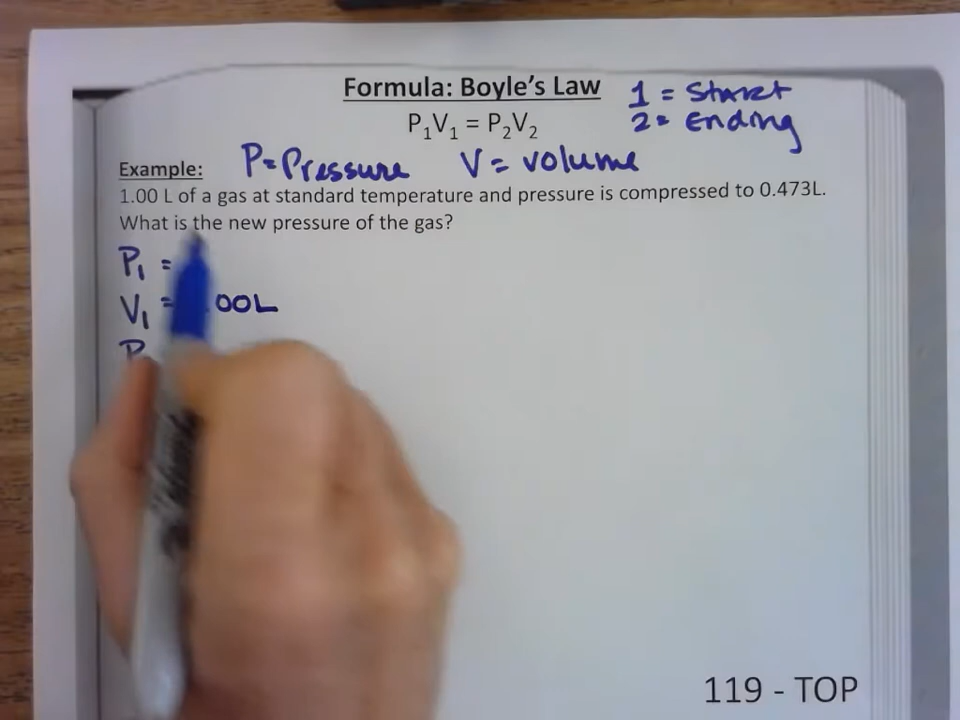 Formula: Boyle's Law
1 = Start
P₁V₁ = P₂V₂
2 = Ending
Example:
P = Pressure V = volume
1.00 L of a gas at standard temperature and pressure is compressed to 0.473L.
What is the new pressure of the gas?
P₁ =
V₁ = .00L
P
119 - TOP